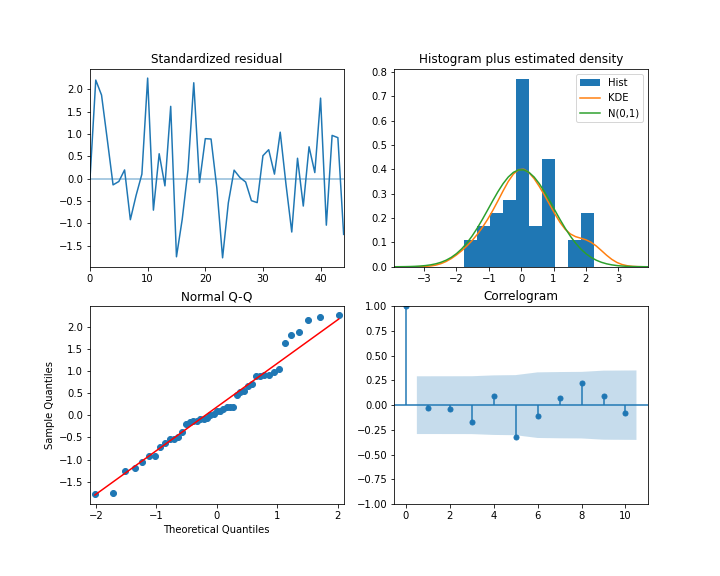 Standardized residual
2.0
1.5
1.0
0.5
0.0
−0.5
−1.0
−1.5
0 10 20 30 40
Histogram plus estimated density
0.8
0.7
0.6
0.5
0.4
0.3
0.2
0.1
0.0
Hist
KDE
N(0,1)
−3 −2 −1 0 1 2 3
Normal Q-Q
Sample Quantiles
2.0
1.5
1.0
0.5
0.0
−0.5
−1.0
−1.5
−2 −1 0 1 2
Theoretical Quantiles
Correlogram
1.00
0.75
0.50
0.25
0.00
−0.25
−0.50
−0.75
−1.00
0 2 4 6 8 10